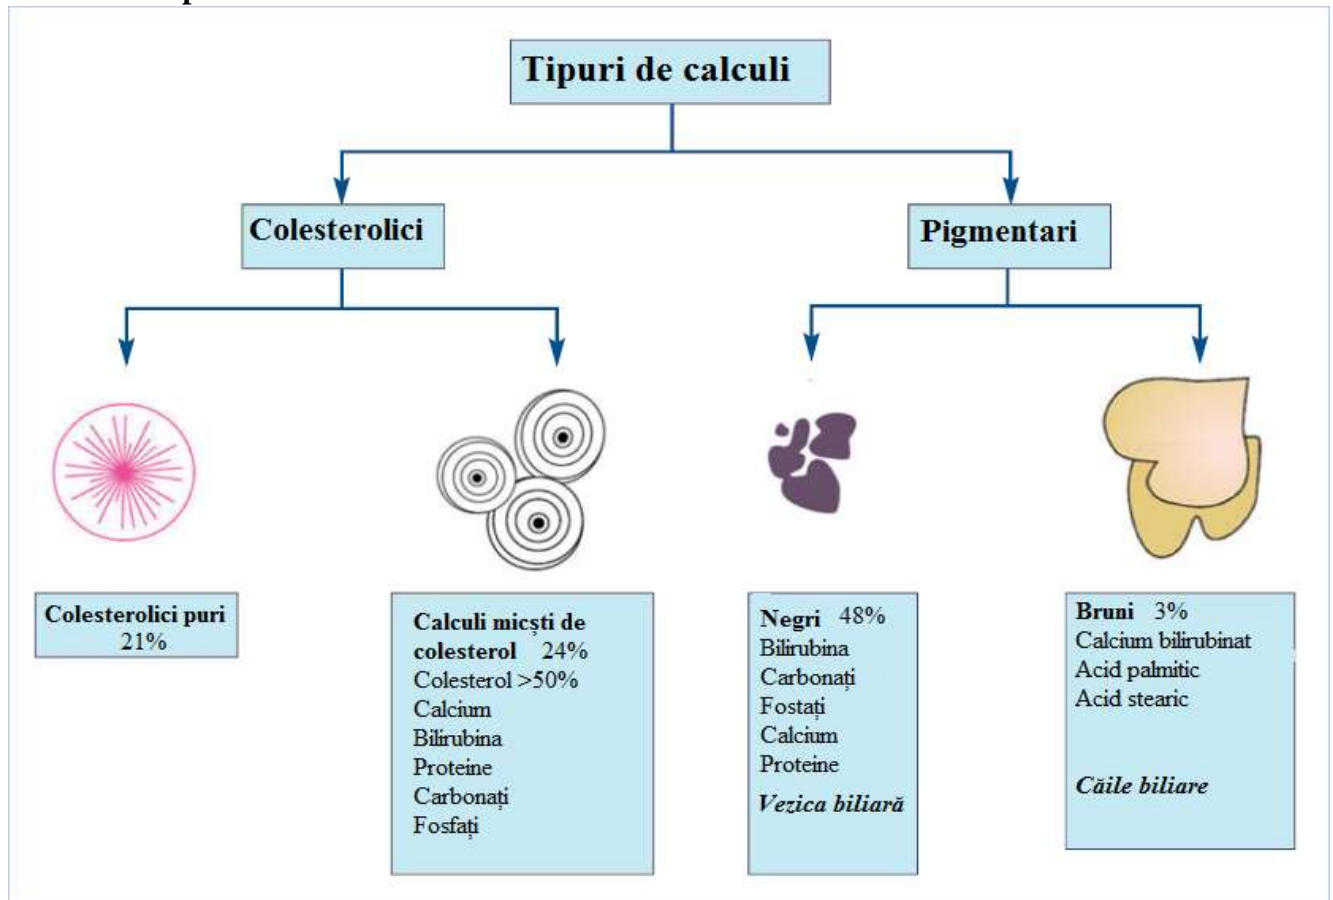 Tipuri de calculi
Colesterolici
Pigmentari
Colesterolici puri
21%
Calculi micști de
colesterol 24%
Colesterol >50%
Calcium
Bilirubina
Proteine
Carbonați
Fosfați
Negri 48%
Bilirubina
Carbonați
Fostați
Calcium
Proteine
Vezica biliară
Bruni 3%
Calcium bilirubinat
Acid palmitic
Acid stearic
Căile biliare